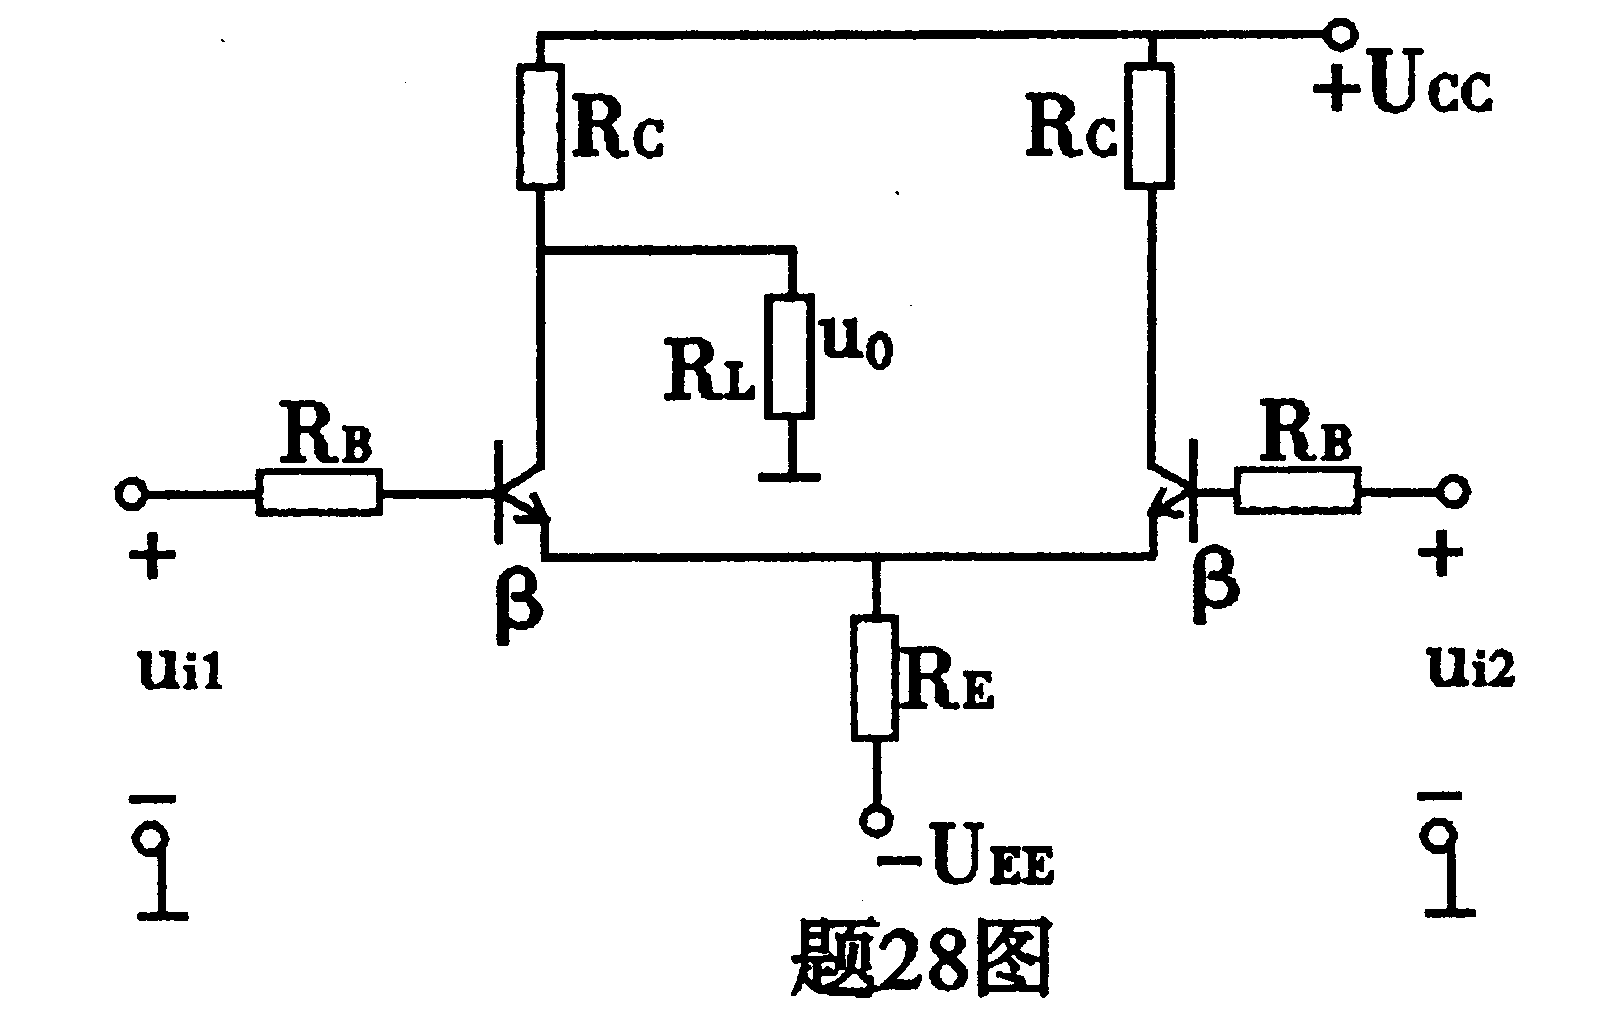 +UCC
RC
RC
u0
RL
RB
RB
+
+
β
β
ui1
RE
ui2
−
−
−UEE
题28图